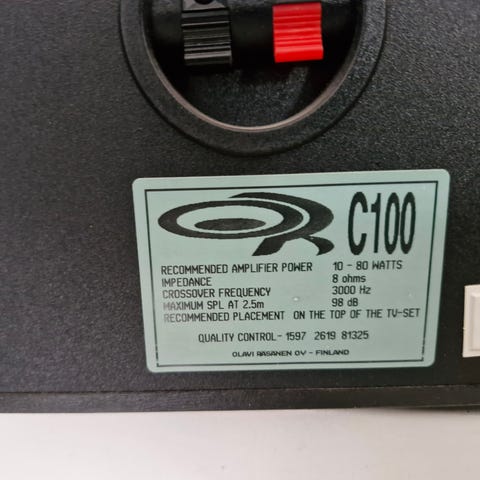 OR C100
RECOMMENDED AMPLIFIER POWER 10 - 80 WATTS
IMPEDANCE 8 ohms
CROSSOVER FREQUENCY 3000 Hz
MAXIMUM SPL AT 2.5m 98 dB
RECOMMENDED PLACEMENT ON THE TOP OF THE TV-SET
QUALITY CONTROL- 1597 2619 81325
OLAVI RASANEN OY - FINLAND